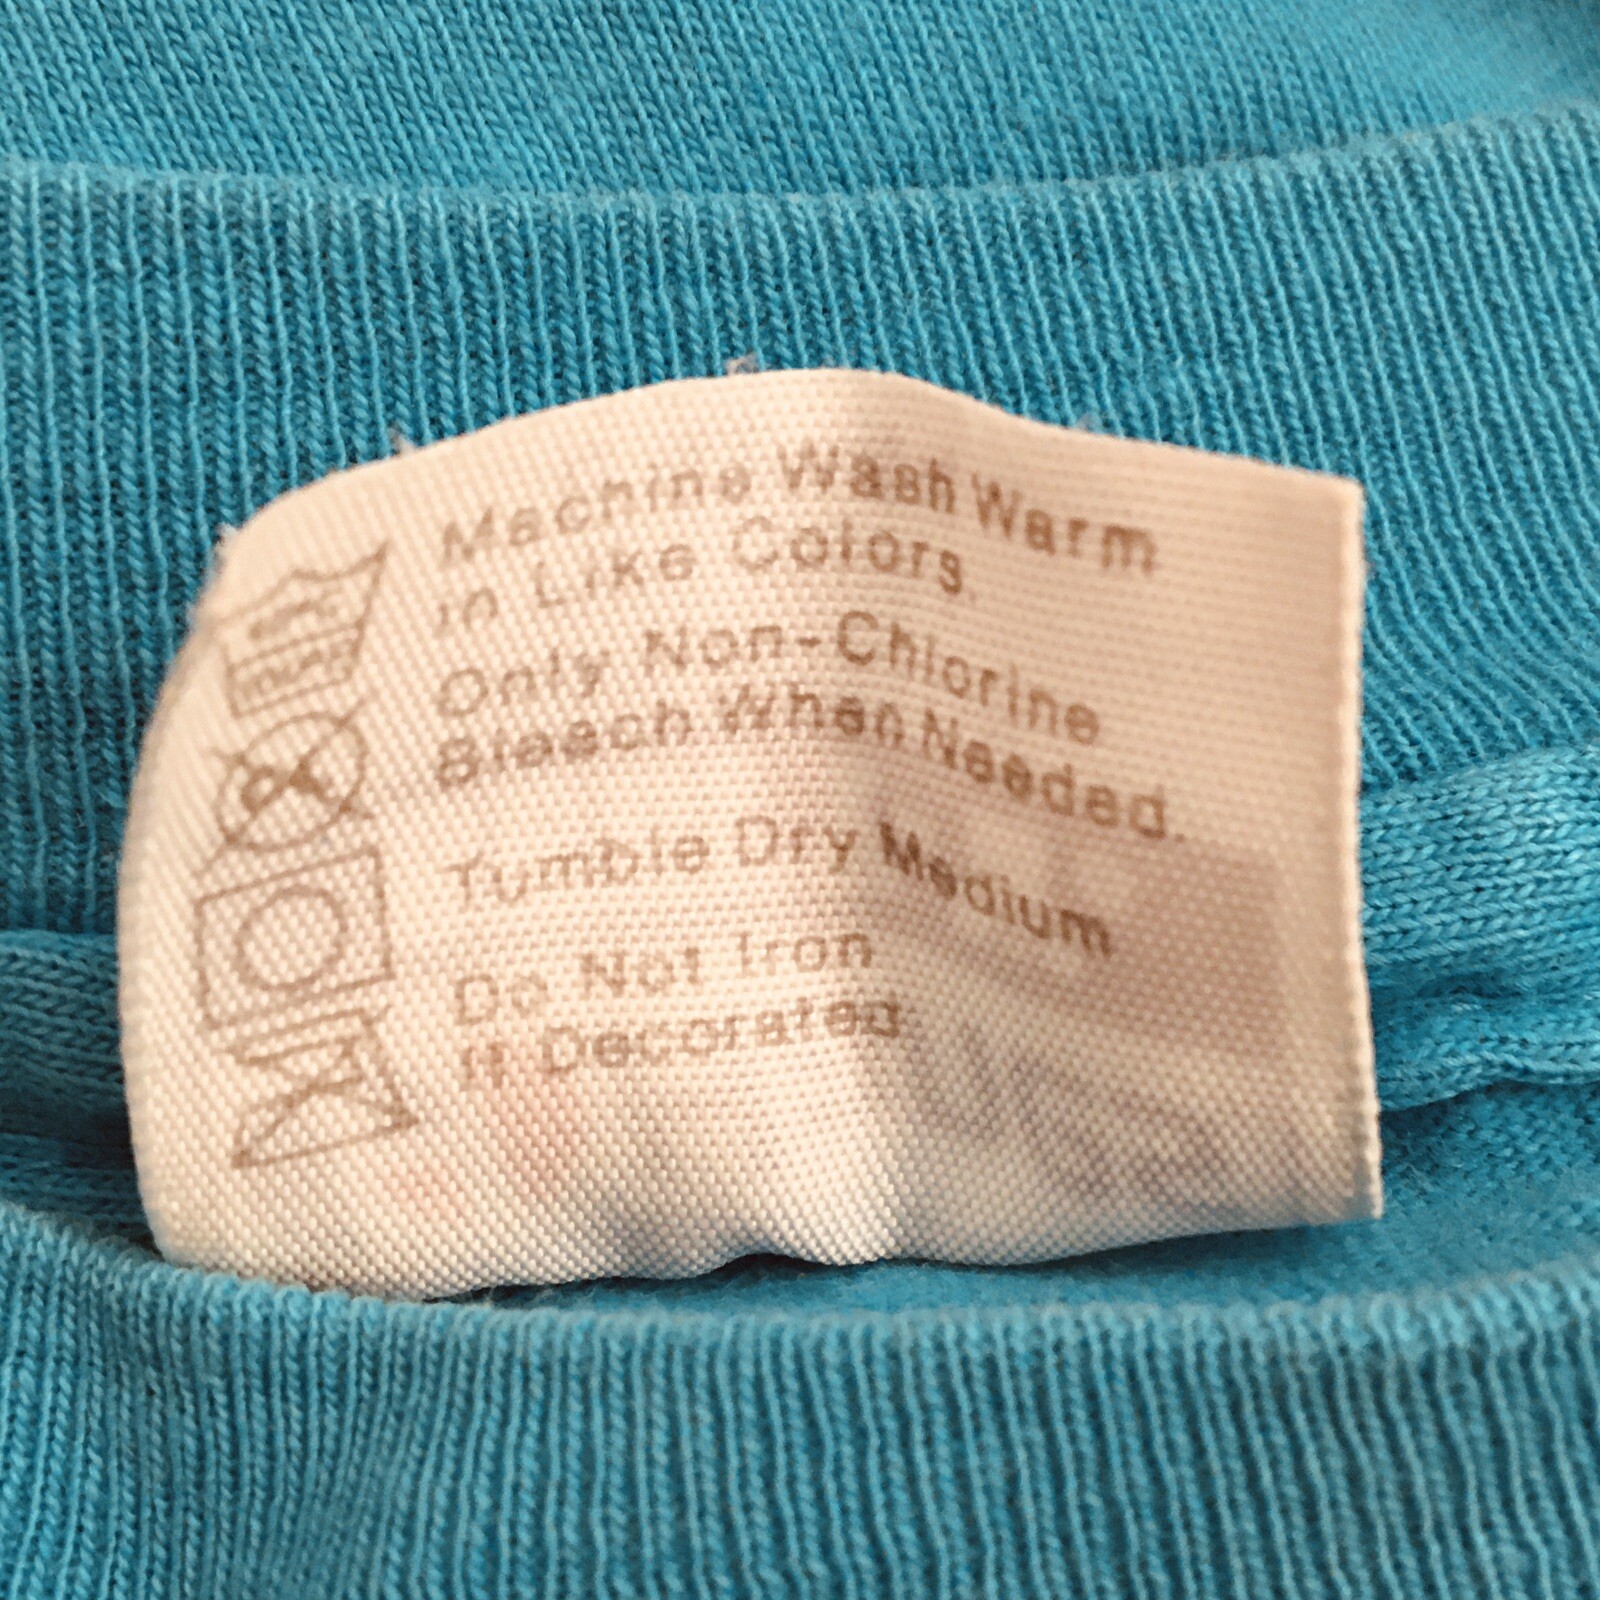 Machine Wash Warm
in Like Colors.
Only Non-Chlorine
Bleach When Needed.
Tumble Dry Medium
Do Not Iron
If Decorated